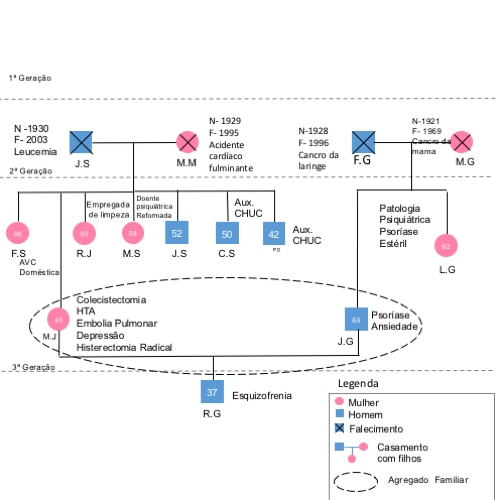 1ª Geração
N -1930
F- 2003
Leucemia
J.S
M.M
N- 1929
F- 1995
Acidente
cardíaco
fulminante
N-1928
F- 1996
Cancro da
laringe
F.G
N-1921
F- 1969
Cancro da
mama
M.G
2ª Geração
66
F.S
AVC
Doméstica
Empregada
de limpeza
60
R.J
Doente
psiquiátrica
Reformada
58
M.S
52
J.S
Aux.
CHUC
50
C.S
42
P.S
Aux.
CHUC
Patologia
Psiquiátrica
Psoríase
Estéril
62
L.G
65
M.J
Colecistectomia
HTA
Embolia Pulmonar
Depressão
Histerectomia Radical
63
J.G
Psoríase
Ansiedade
3ª Geração
37
R.G
Esquizofrenia
Legenda
Mulher
Homem
Falecimento
Casamento
com filhos
Agregado Familiar